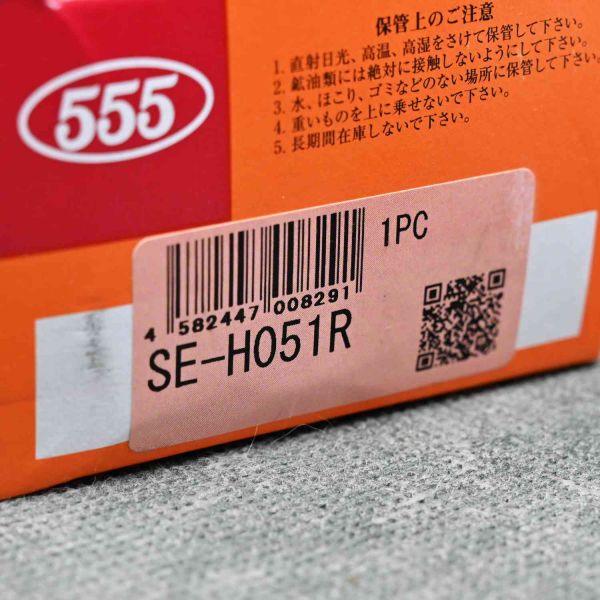 555
保管上のご注意
1. 直射日光、高温、高湿をさけて保管して下さい。
2. 鉱油類には絶対に接触しないようにして下さい。
3. 水、ほこり、ゴミなどのない場所に保管して下さい。
4. 重いものを上に乗せないで下さい。
5. 長期間在庫しないで下さい。
1PC
4 582447 008291
SE-H051R